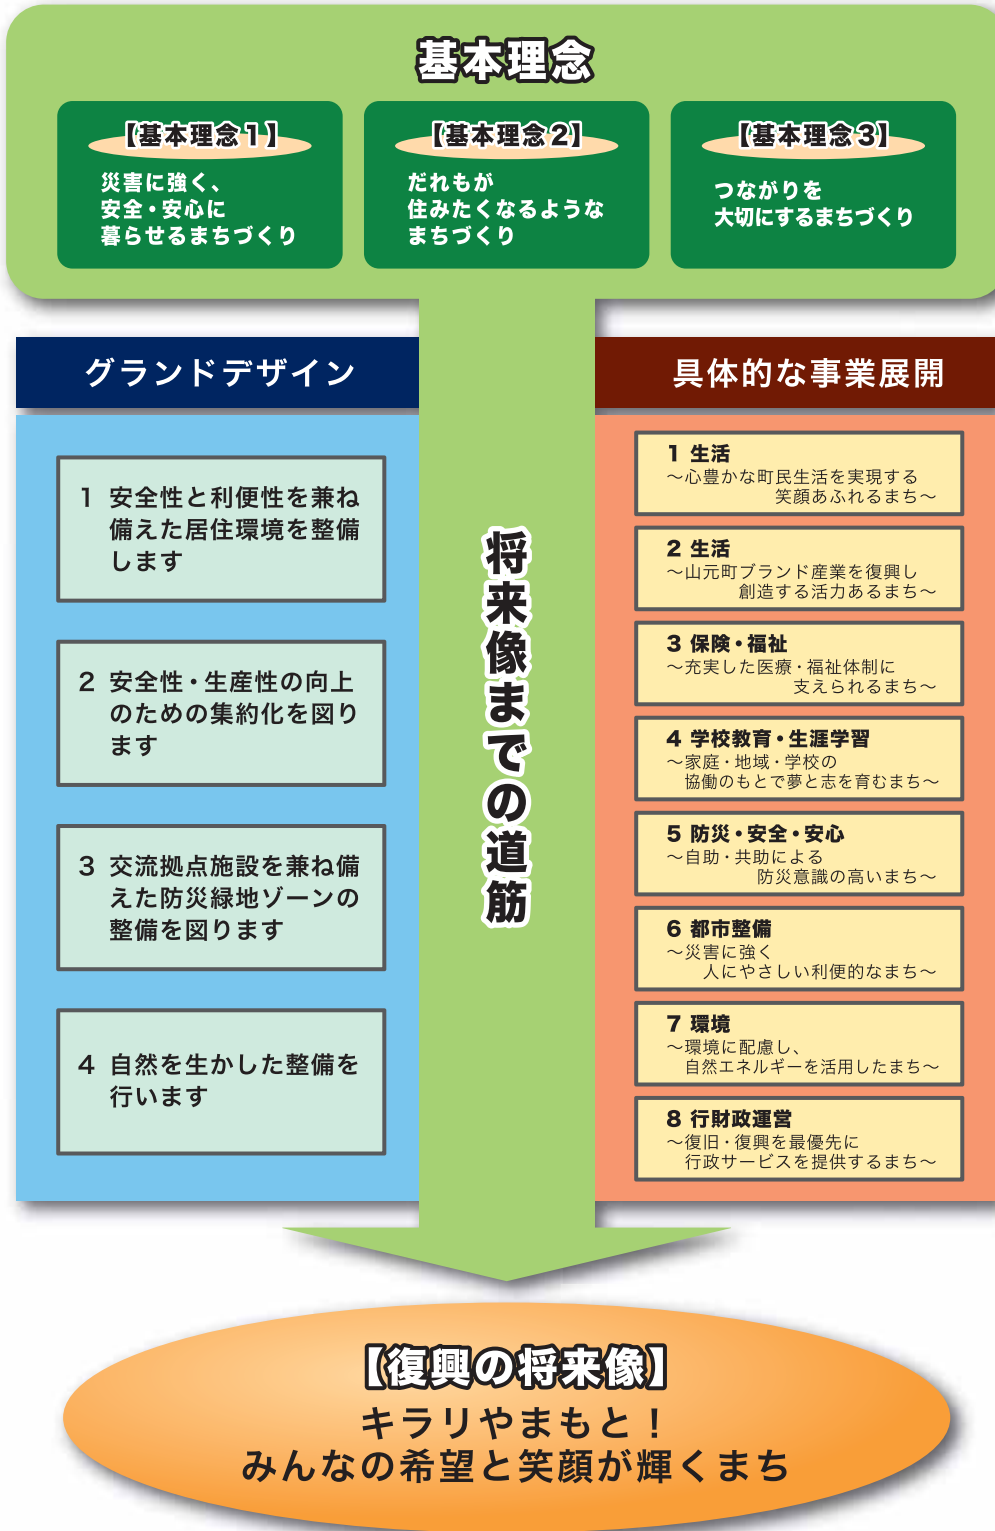 基本理念
【基本理念1】
災害に強く、
安全・安心に
暮らせるまちづくり
【基本理念2】
だれもが
住みたくなるような
まちづくり
【基本理念3】
つながりを
大切にするまちづくり
グランドデザイン
1 安全性と利便性を兼ね
備えた居住環境を整備
します
2 安全性・生産性の向上
のための集約化を図り
ます
3 交流拠点施設を兼ね備
えた防災緑地ゾーンの
整備を図ります
4 自然を生かした整備を
行います
将来像までの道筋
具体的な事業展開
1 生活
〜心豊かな町民生活を実現する
笑顔あふれるまち〜
2 生活
〜山元町ブランド産業を復興し
創造する活力あるまち〜
3 保険・福祉
〜充実した医療・福祉体制に
支えられるまち〜
4 学校教育・生涯学習
〜家庭・地域・学校の
協働のもとで夢と志を育むまち〜
5 防災・安全・安心
〜自助・共助による
防災意識の高いまち〜
6 都市整備
〜災害に強く
人にやさしい利便的なまち〜
7 環境
〜環境に配慮し、
自然エネルギーを活用したまち〜
8 行財政運営
〜復旧・復興を最優先に
行政サービスを提供するまち〜
【復興の将来像】
キラリやまもと！
みんなの希望と笑顔が輝くまち